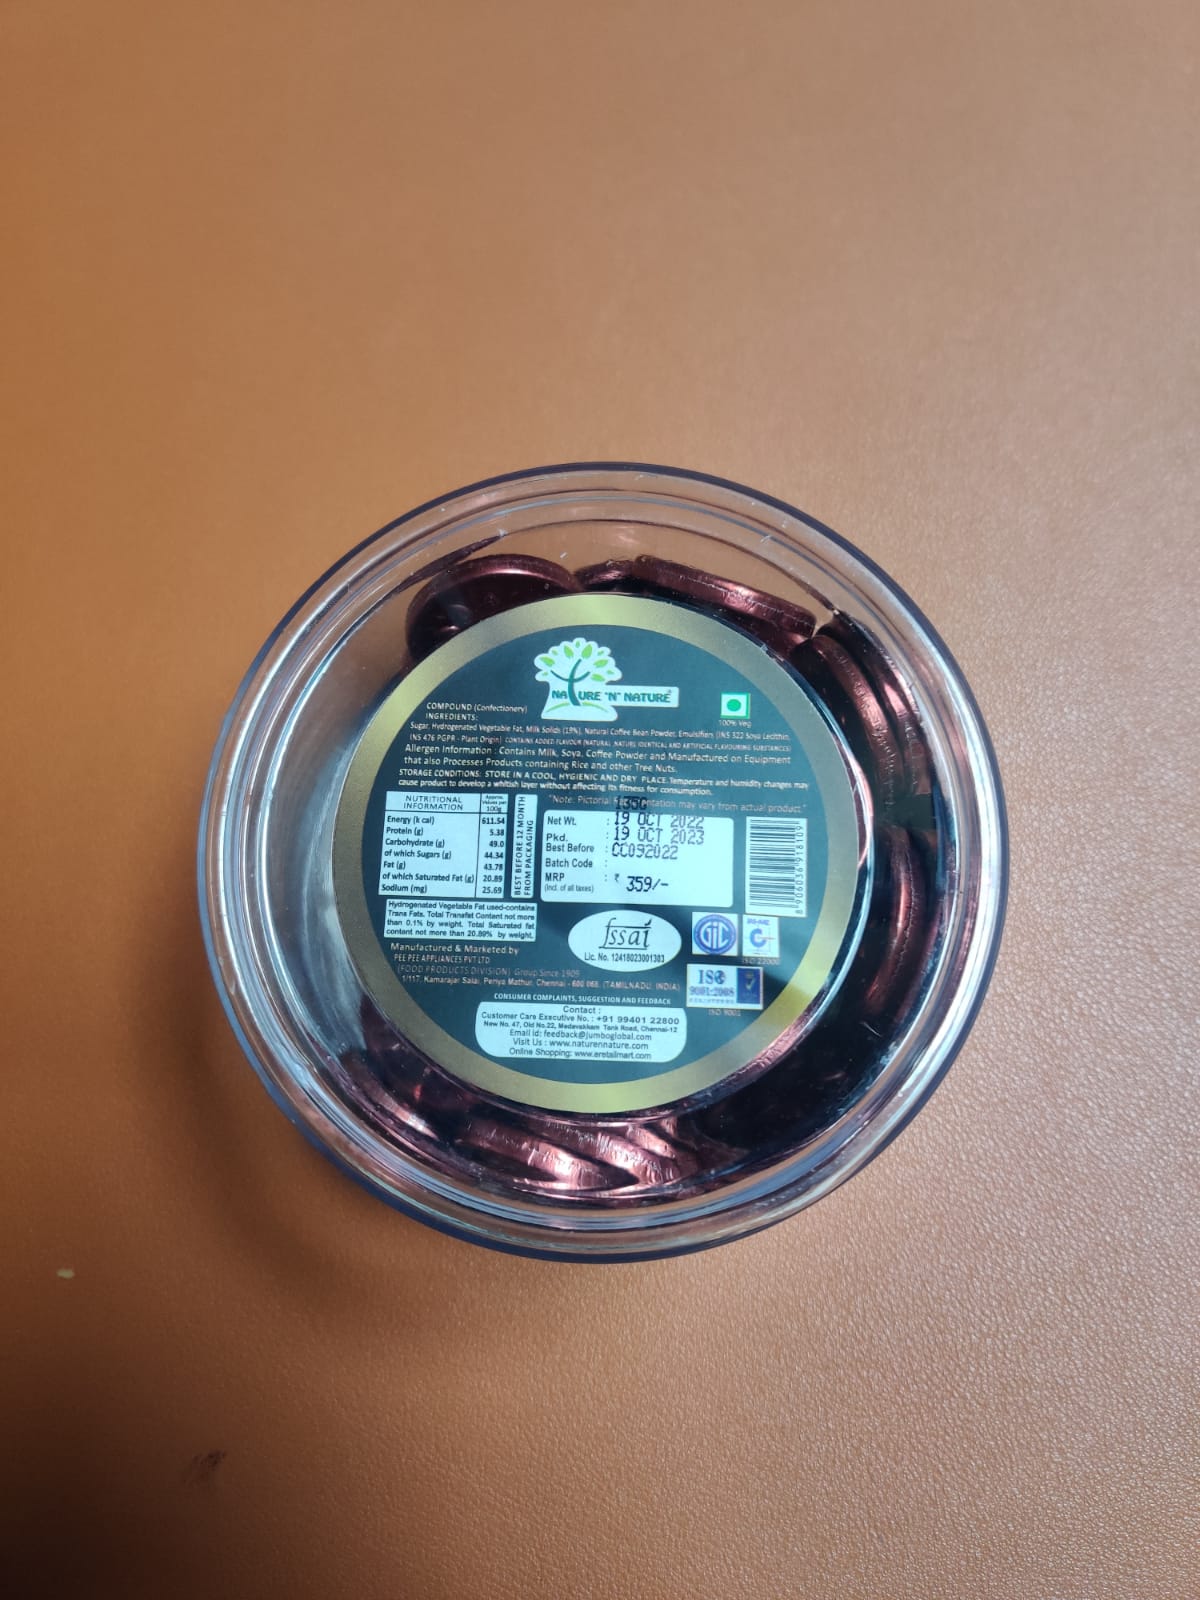 NATURE "N" NATURE
100% Veg
COMPOUND (Confectionery)
INGREDIENTS:
Sugar, Hydrogenated Vegetable Fat, Milk Solids (19%), Natural Coffee Bean Powder, Emulsifiers (INS 322 Soya Lecithin,
INS 476 PGPR - Plant Origin) CONTAINS ADDED FLAVOUR (NATURAL, NATURE IDENTICAL AND ARTIFICIAL FLAVOURING SUBSTANCES)
Allergen Information : Contains Milk, Soya, Coffee Powder and Manufactured on Equipment
that also Processes Products containing Rice and other Tree Nuts.
STORAGE CONDITIONS: STORE IN A COOL, HYGIENIC AND DRY PLACE. Temperature and humidity changes may
cause product to develop a whitish layer without affecting its fitness for consumption.
"Note: Pictorial may vary from actual product."
NUTRITIONAL INFORMATION Approx. Values per 100g
Energy (k cal) 611.54
Protein (g) 5.38
Carbohydrate (g) 49.0
of which Sugars (g) 44.34
Fat (g) 43.78
of which Saturated Fat (g) 20.89
Sodium (mg) 25.69
BEST BEFORE 12 MONTH
FROM PACKAGING
Net Wt. :
Pkd. : 19 OCT 2022
Best Before : 19 OCT 2023
Batch Code : CC092022
MRP : ₹ 359/-
(Incl. of all taxes)
8906036918109
Hydrogenated Vegetable Fat used-contains
Trans Fats. Total Transfat Content not more
than 0.1% by weight. Total Saturated fat
content not more than 20.89% by weight.
fssai
Lic. No. 12418023001303
GIC
ISO 22000
ISO
9001:2008
ISO 9001
Manufactured & Marketed by
PEE PEE APPLIANCES PVT LTD
(FOOD PRODUCTS DIVISION) Group Since 1909
1/117, Kamarajar Salai, Periya Mathur, Chennai - 600 068. (TAMILNADU, INDIA)
CONSUMER COMPLAINTS, SUGGESTION AND FEEDBACK
Contact :
Customer Care Executive No. : +91 99401 22800
New No. 47, Old No.22, Medavakkam Tank Road, Chennai-12
Email id: feedback@jumboglobal.com
Visit Us : www.naturennature.com
Online Shopping: www.eretailmart.com